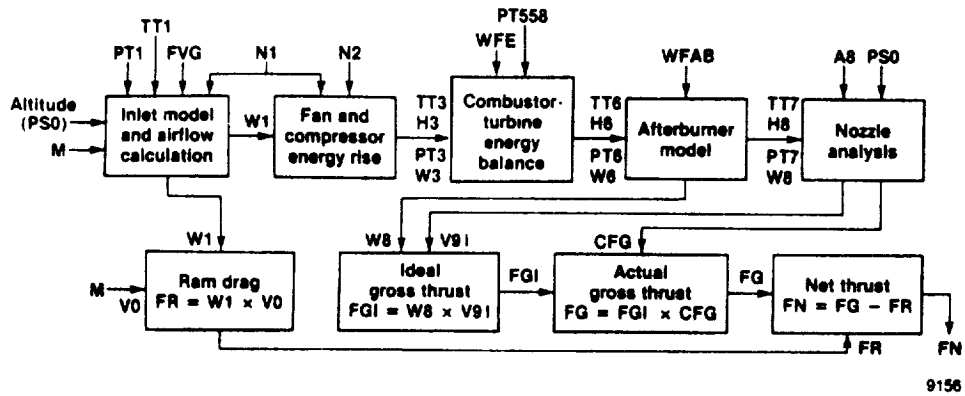 PT558
TT1
WFE
PT1
FVG
N1
N2
WFAB
A8
PS0
Altitude
(PS0)
M
Inlet model
and airflow
calculation
W1
Fan and
compressor
energy rise
TT3
H3
PT3
W3
Combustor-
turbine
energy
balance
TT6
H6
PT6
W6
Afterburner
model
TT7
H8
PT7
W8
Nozzle
analysis
W1
W8
V9I
CFG
M
V0
Ram drag
FR = W1 × V0
Ideal
gross thrust
FGI = W8 × V9I
FGI
Actual
gross thrust
FG = FGI × CFG
FG
Net thrust
FN = FG – FR
FR
FN
9156